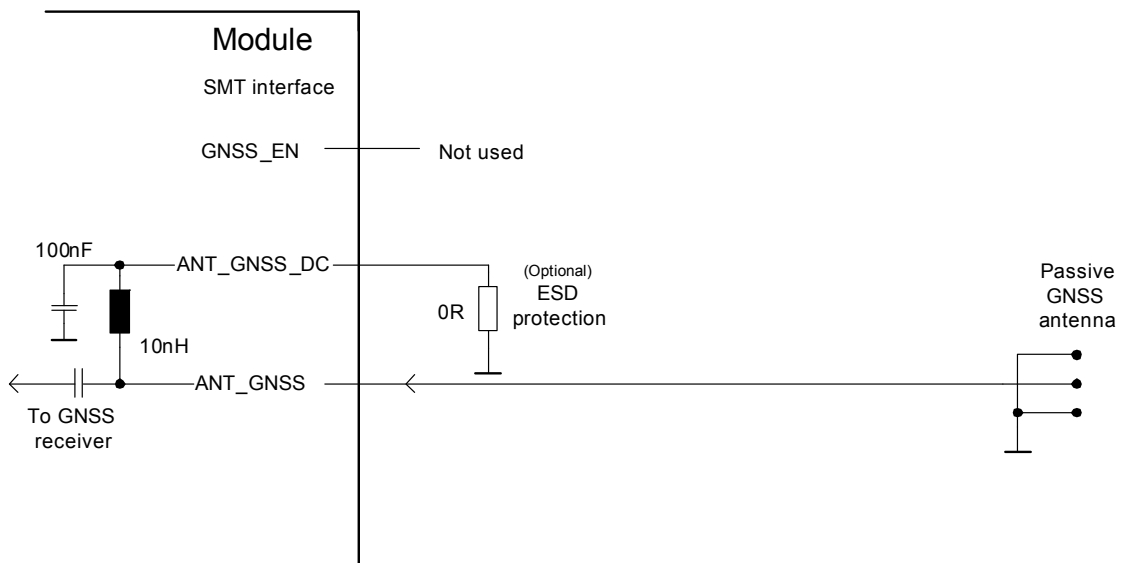 Module
SMT interface
GNSS_EN
Not used
100nF
ANT_GNSS_DC
(Optional)
ESD
protection
0R
10nH
Passive
GNSS
antenna
ANT_GNSS
To GNSS
receiver